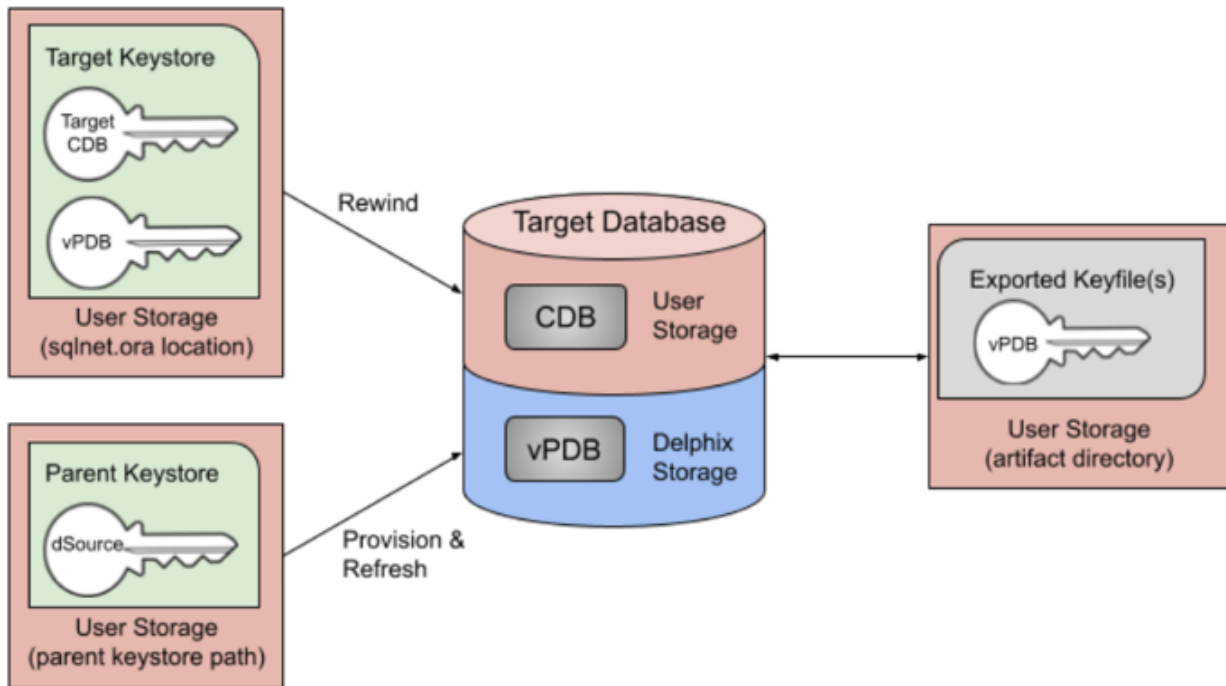 Target Keystore
Target
CDB
vPDB
User Storage
(sqlnet.ora location)
Rewind
Parent Keystore
dSource
User Storage
(parent keystore path)
Provision &
Refresh
Target Database
CDB
User
Storage
vPDB
Delphix
Storage
Exported Keyfile(s)
vPDB
User Storage
(artifact directory)